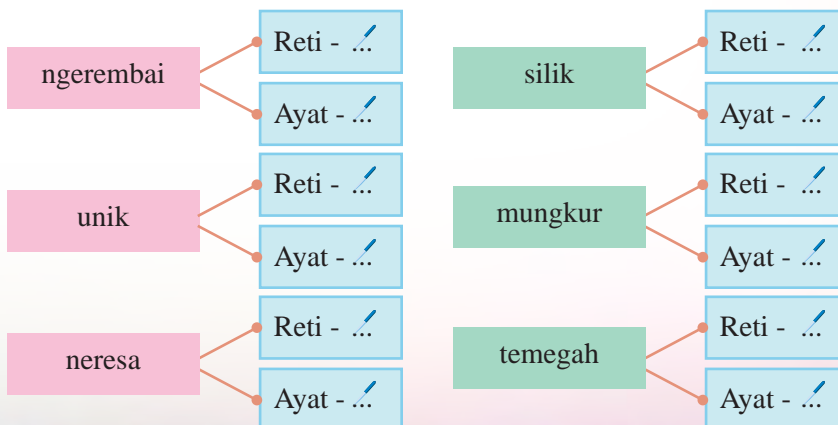 ngerembai
Reti - ...
Ayat - ...
unik
Reti - ...
Ayat - ...
neresa
Reti - ...
Ayat - ...
silik
Reti - ...
Ayat - ...
mungkur
Reti - ...
Ayat - ...
temegah
Reti - ...
Ayat - ...